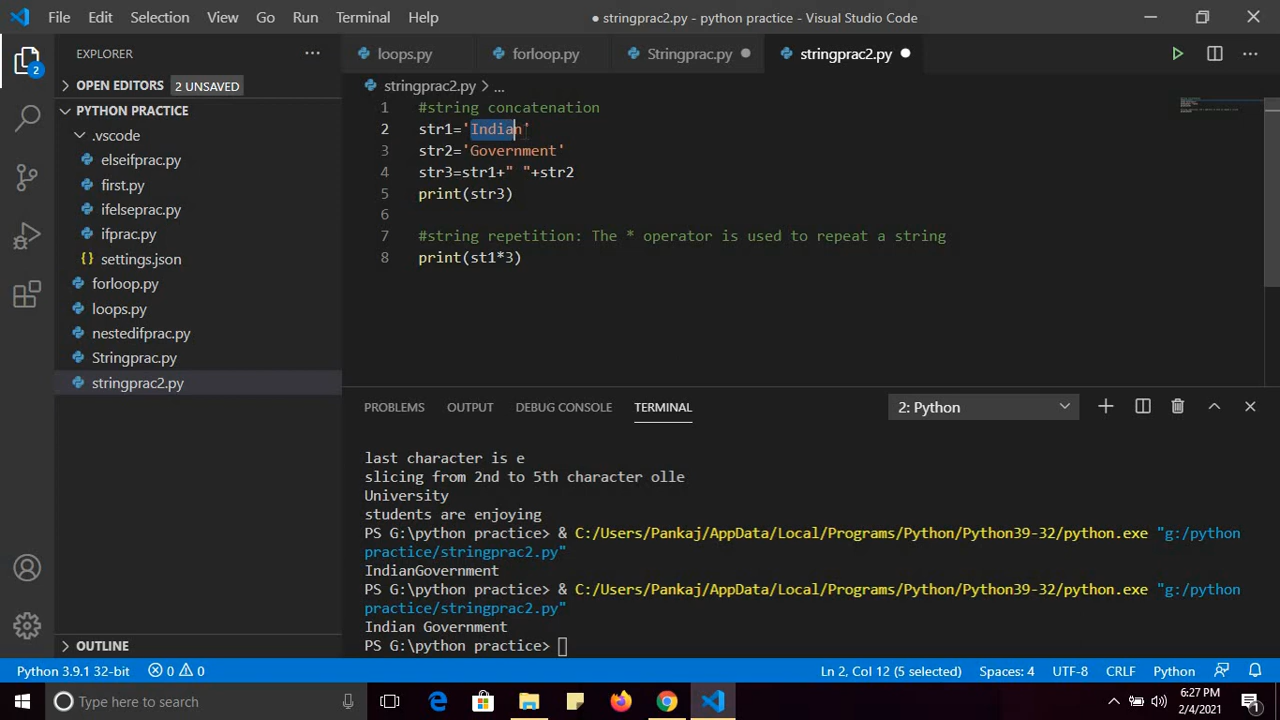 File Edit Selection View Go Run Terminal Help
● stringprac2.py - python practice - Visual Studio Code
EXPLORER
loops.py forloop.py Stringprac.py stringprac2.py
OPEN EDITORS 2 UNSAVED
PYTHON PRACTICE
.vscode
elseifprac.py
first.py
ifelseprac.py
ifprac.py
settings.json
forloop.py
loops.py
nestedifprac.py
Stringprac.py
stringprac2.py
OUTLINE
2
stringprac2.py > ...
1 #string concatenation
2 str1='Indian'
3 str2='Government'
4 str3=str1+" "+str2
5 print(str3)
6
7 #string repetition: The * operator is used to repeat a string
8 print(st1*3)
PROBLEMS OUTPUT DEBUG CONSOLE TERMINAL 2: Python
last character is e
slicing from 2nd to 5th character olle
University
students are enjoying
PS G:\python practice> & C:/Users/Pankaj/AppData/Local/Programs/Python/Python39-32/python.exe "g:/python
practice/stringprac2.py"
IndianGovernment
PS G:\python practice> & C:/Users/Pankaj/AppData/Local/Programs/Python/Python39-32/python.exe "g:/python
practice/stringprac2.py"
Indian Government
PS G:\python practice>
Python 3.9.1 32-bit 0 0 Ln 2, Col 12 (5 selected) Spaces: 4 UTF-8 CRLF Python
Type here to search
6:27 PM
2/4/2021
1